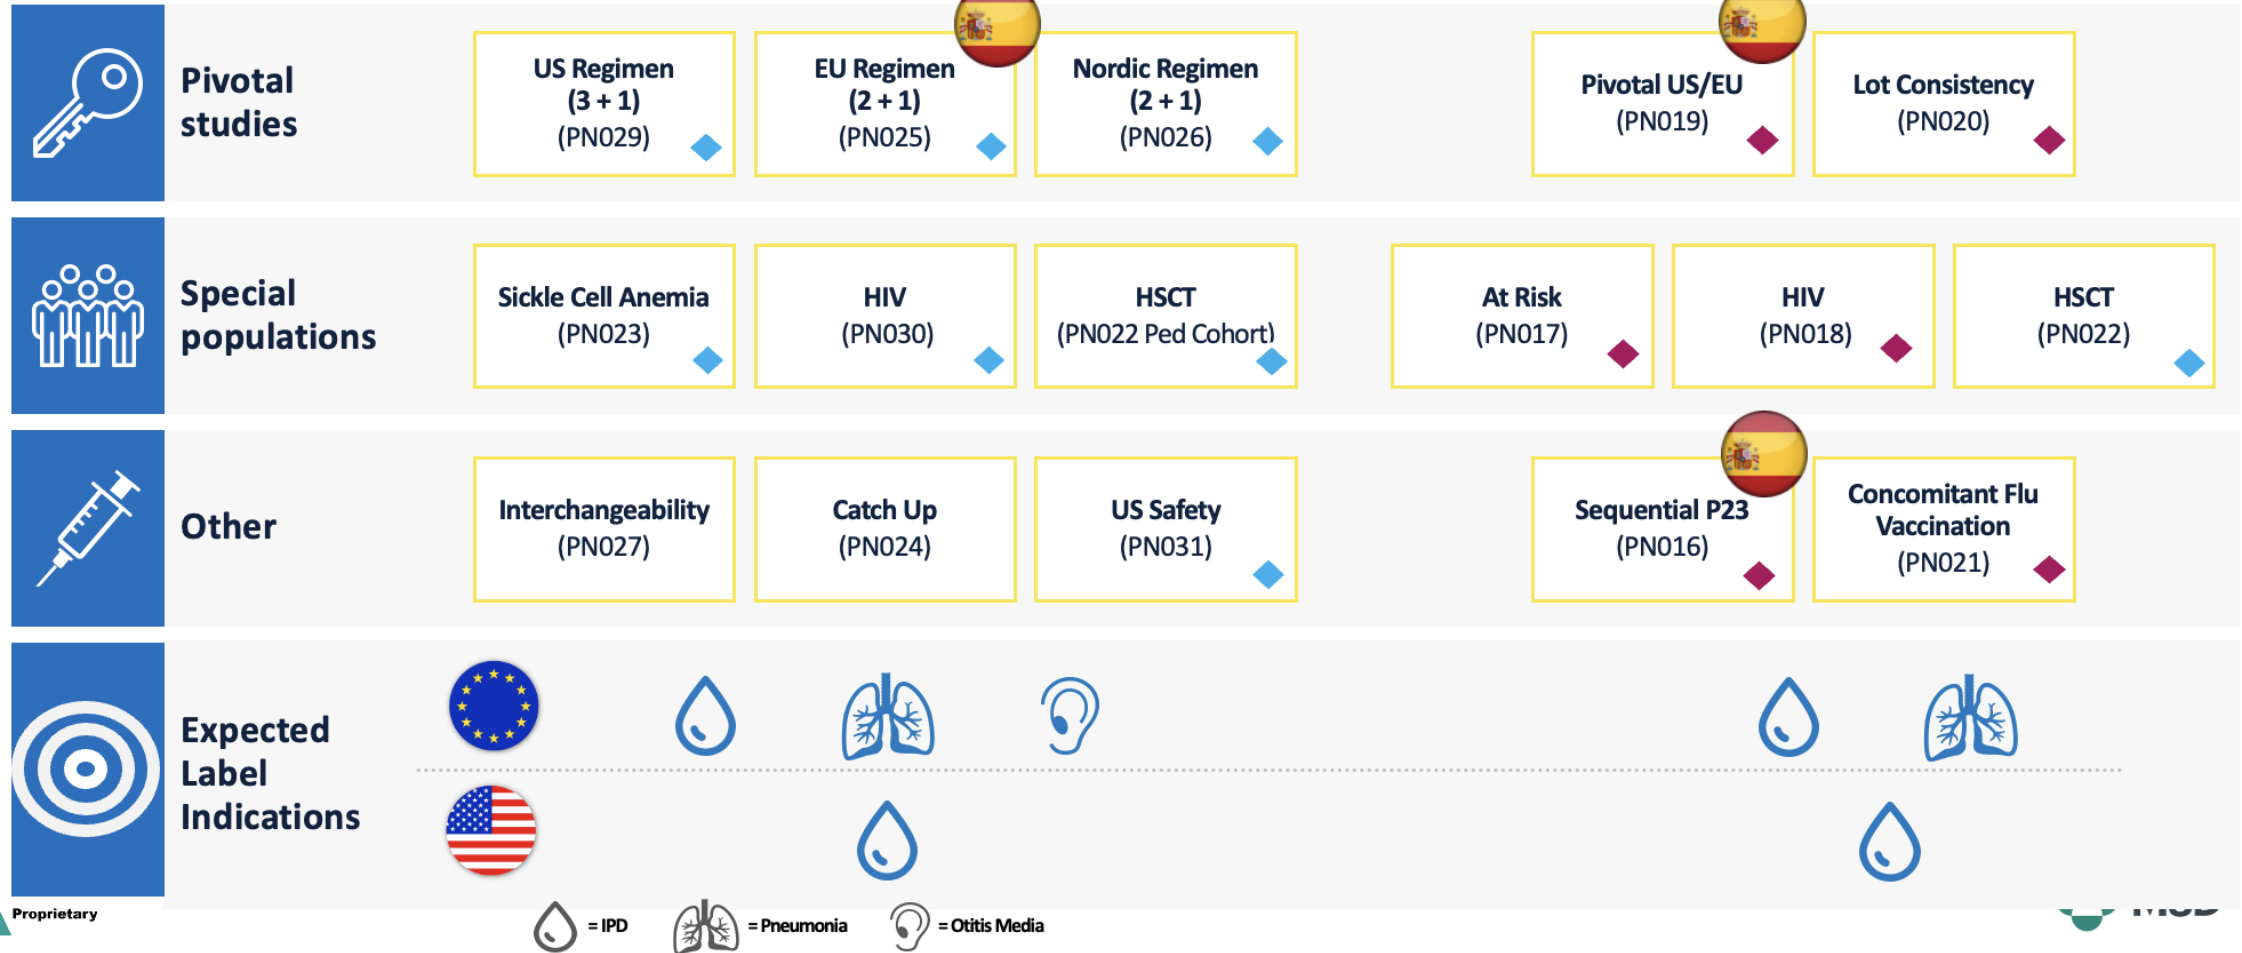 Pivotal
studies
US Regimen
(3 + 1)
(PN029)
EU Regimen
(2 + 1)
(PN025)
Nordic Regimen
(2 + 1)
(PN026)
Pivotal US/EU
(PN019)
Lot Consistency
(PN020)
Special
populations
Sickle Cell Anemia
(PN023)
HIV
(PN030)
HSCT
(PN022 Ped Cohort)
At Risk
(PN017)
HIV
(PN018)
HSCT
(PN022)
Other
Interchangeability
(PN027)
Catch Up
(PN024)
US Safety
(PN031)
Sequential P23
(PN016)
Concomitant Flu
Vaccination
(PN021)
Expected
Label
Indications
Proprietary
= IPD
= Pneumonia
= Otitis Media
MSD